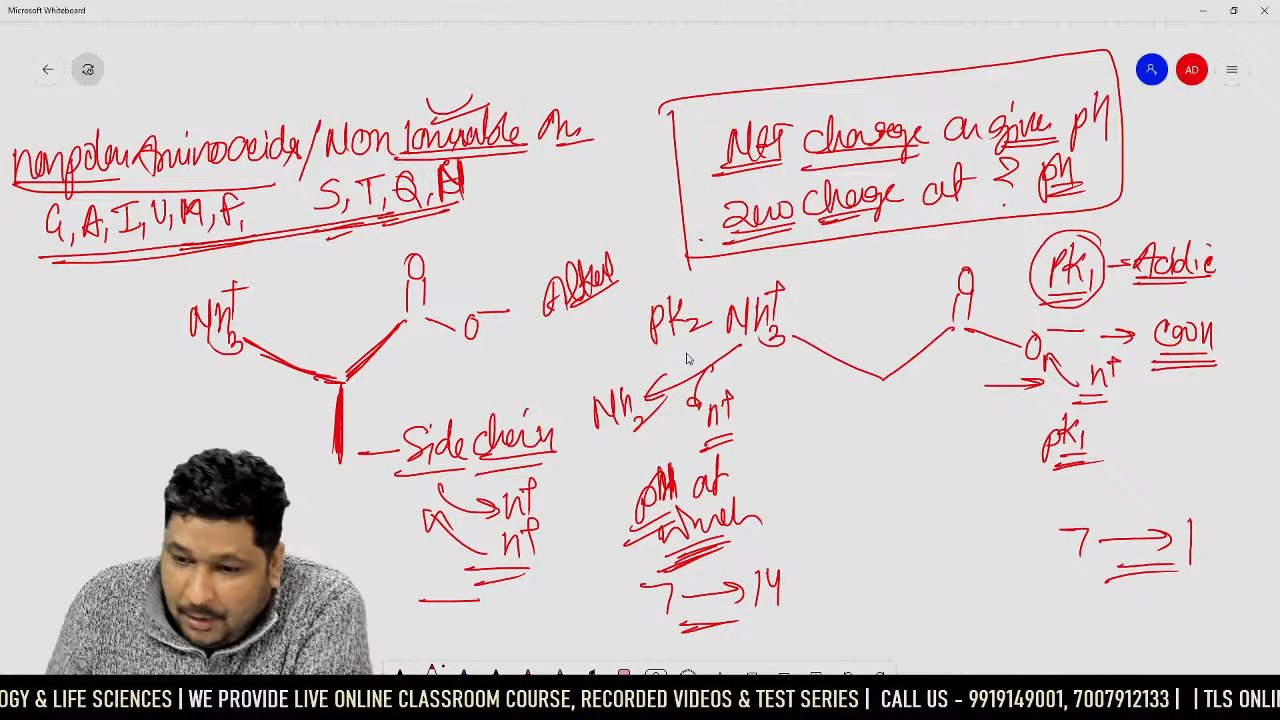 Microsoft Whiteboard
AD
nonpolar Aminoacids/Non Ionizable
G, A, I, V, M, P, S, T, Q, N
NET charge on given pH
zero charge at ? pH
NH3+
O
O-
Side chain
H+
H+
pK2 NH3+
NH2
H+
pH at which
7 → 14
O
O- → COOH
H+
pK1
pK1 - Acidic
7 → 1
OLOGY & LIFE SCIENCES | WE PROVIDE LIVE ONLINE CLASSROOM COURSE, RECORDED VIDEOS & TEST SERIES | CALL US - 9919149001, 7007912133 | | TLS ONLI